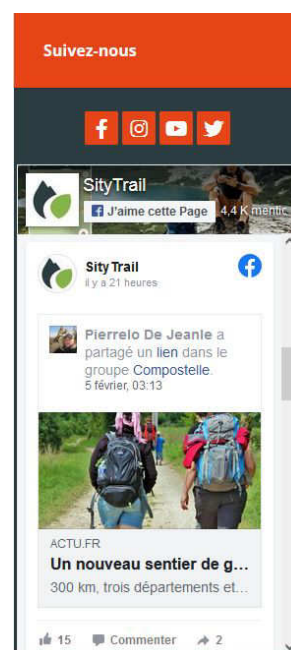 Suivez-nous
SityTrail
J'aime cette Page 4,4 K mentic
SityTrail
il y a 21 heures
Pierrelo De Jeanle a
partagé un lien dans le
groupe Compostelle.
5 février, 03:13
ACTU.FR
Un nouveau sentier de g...
300 km, trois départements et...
15 Commenter 2